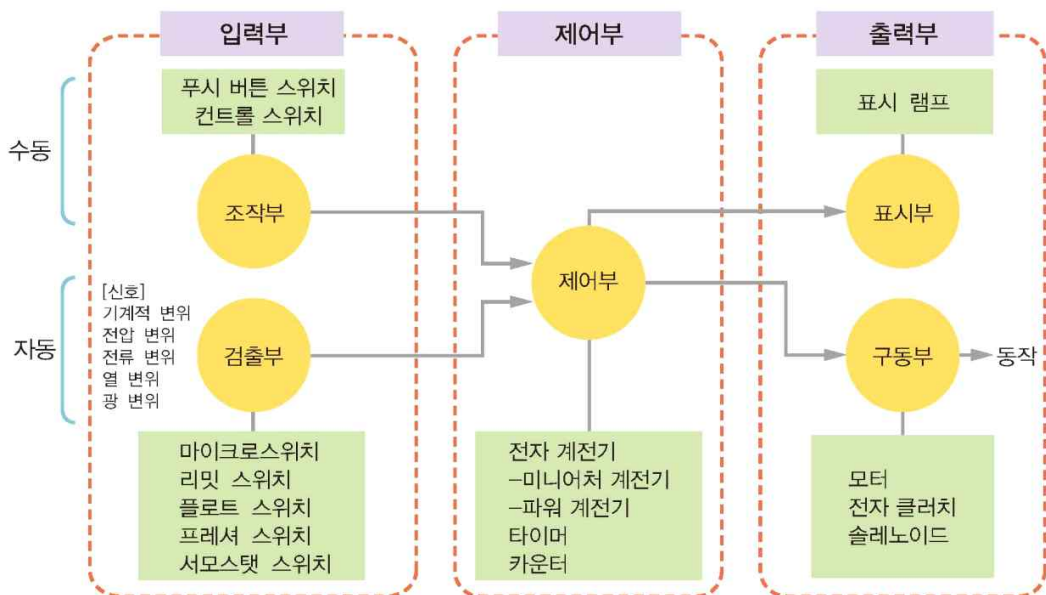 입력부
제어부
출력부
수동
푸시 버튼 스위치
컨트롤 스위치
조작부
표시 램프
표시부
제어부
자동
[신호]
기계적 변위
전압 변위
전류 변위
열 변위
광 변위
검출부
구동부
동작
마이크로스위치
리밋 스위치
플로트 스위치
프레셔 스위치
서모스탯 스위치
전자 계전기
–미니어처 계전기
–파워 계전기
타이머
카운터
모터
전자 클러치
솔레노이드